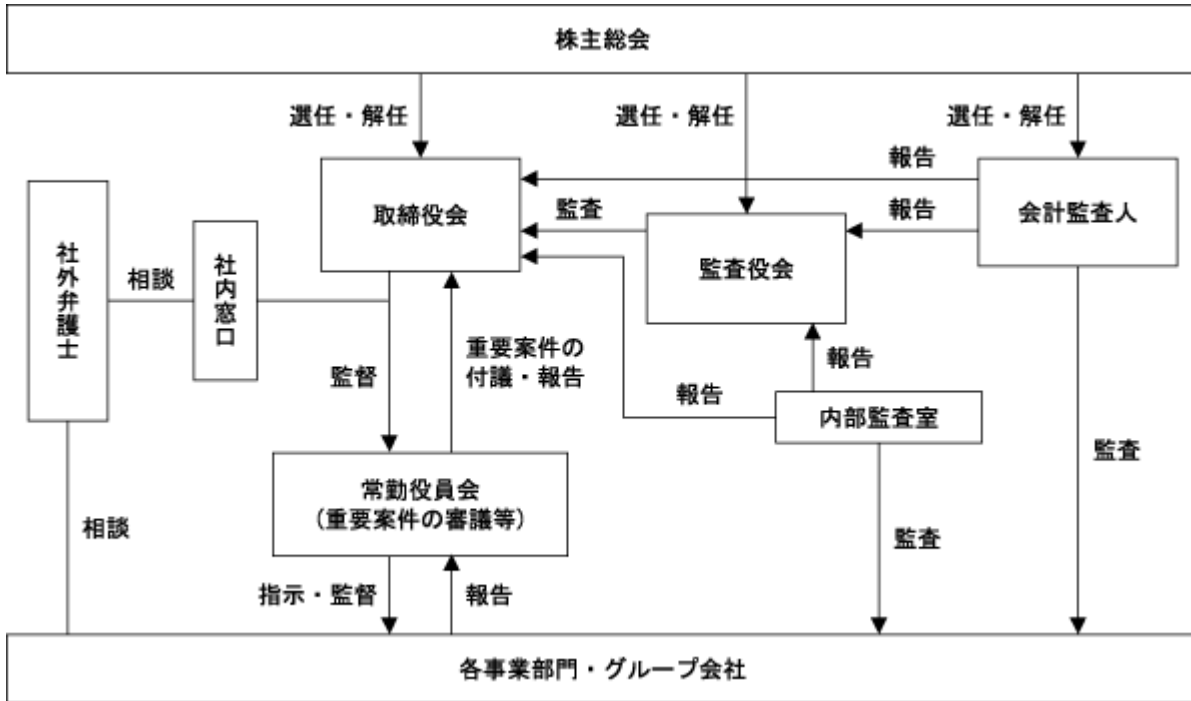 株主総会
選任・解任
選任・解任
選任・解任
報告
取締役会
監査
報告
会計監査人
監査役会
社外弁護士
相談
社内窓口
監督
重要案件の
付議・報告
報告
報告
内部監査室
監査
常勤役員会
（重要案件の審議等）
相談
監査
指示・監督
報告
各事業部門・グループ会社